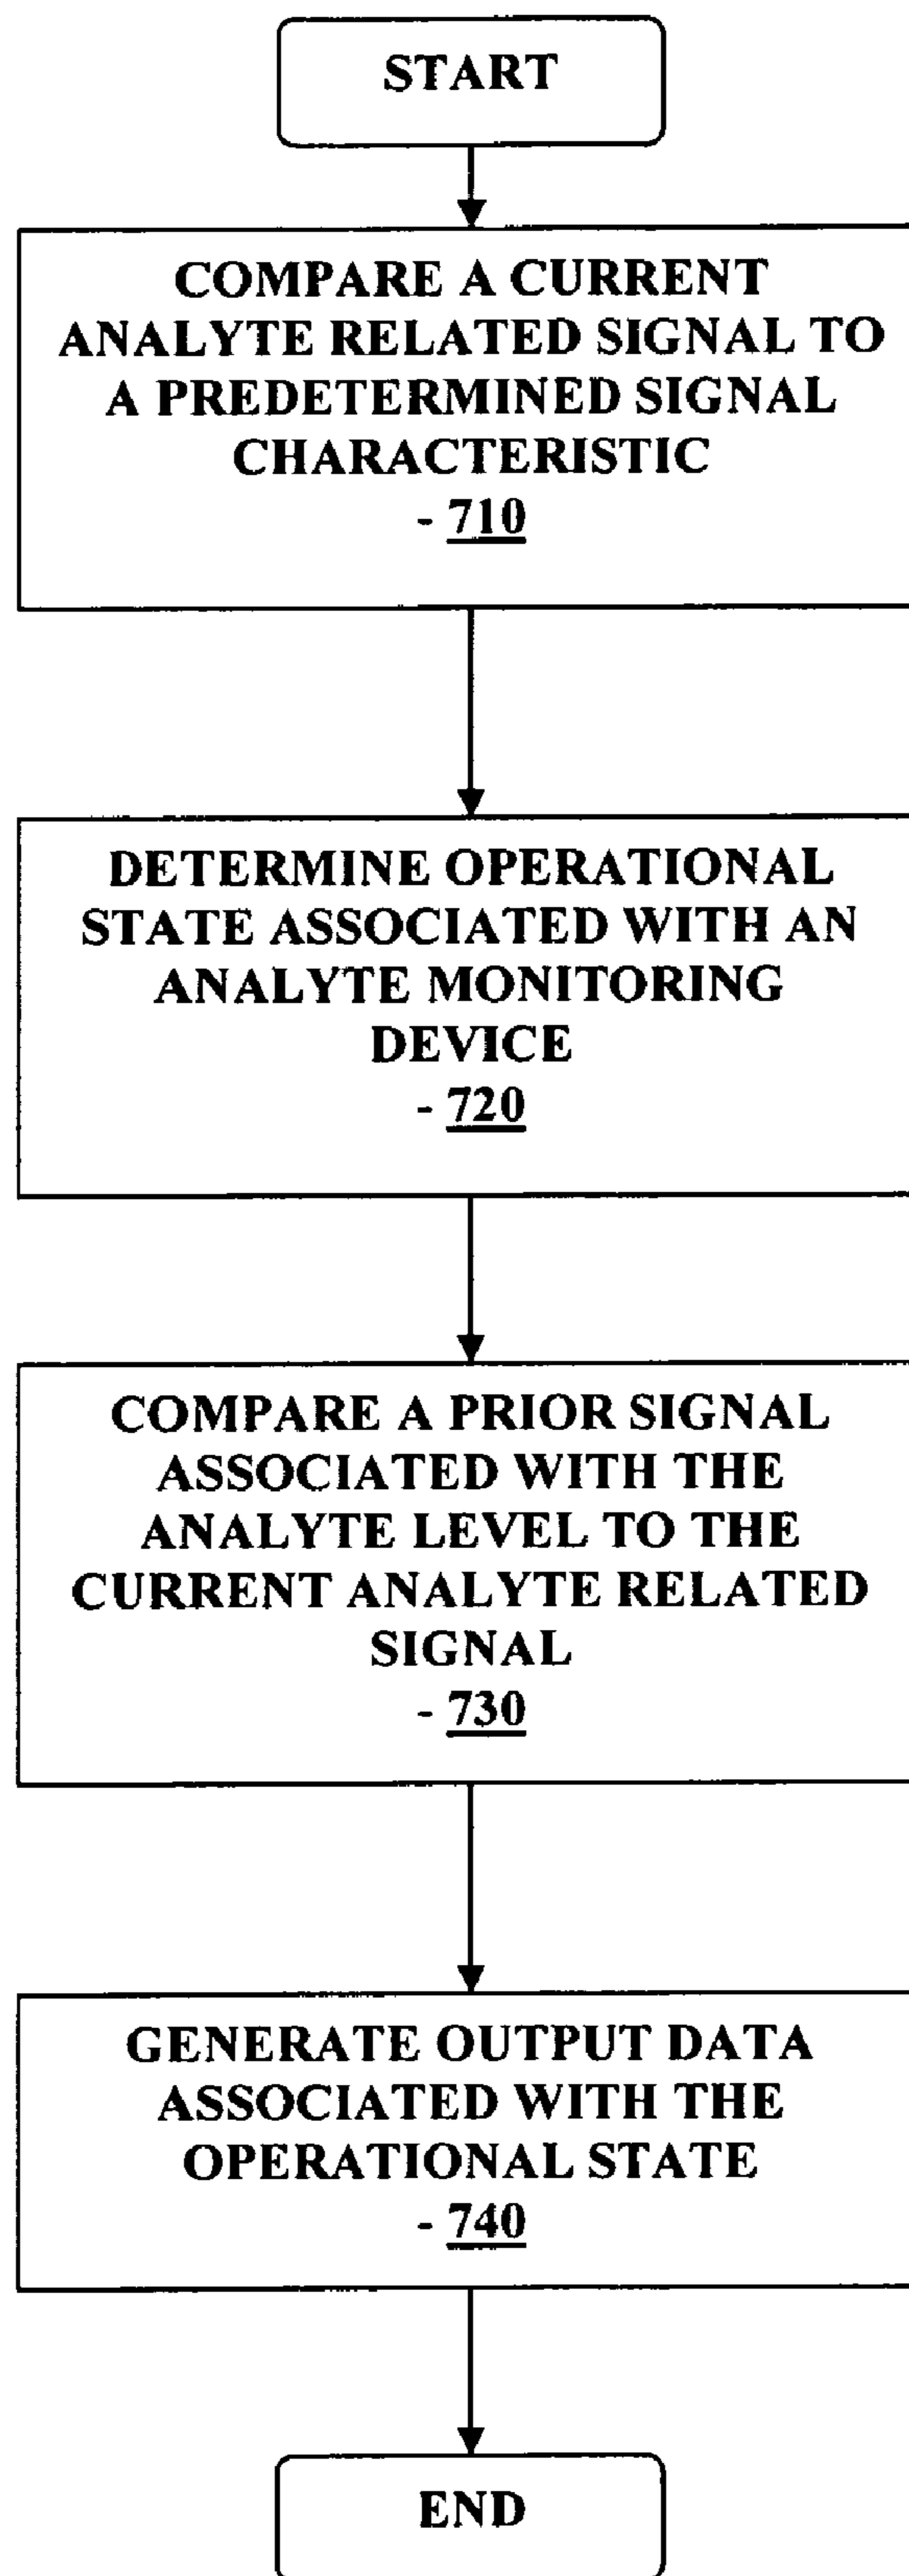 START
COMPARE A CURRENT
ANALYTE RELATED SIGNAL TO
A PREDETERMINED SIGNAL
CHARACTERISTIC
- 710
DETERMINE OPERATIONAL
STATE ASSOCIATED WITH AN
ANALYTE MONITORING
DEVICE
- 720
COMPARE A PRIOR SIGNAL
ASSOCIATED WITH THE
ANALYTE LEVEL TO THE
CURRENT ANALYTE RELATED
SIGNAL
- 730
GENERATE OUTPUT DATA
ASSOCIATED WITH THE
OPERATIONAL STATE
- 740
END